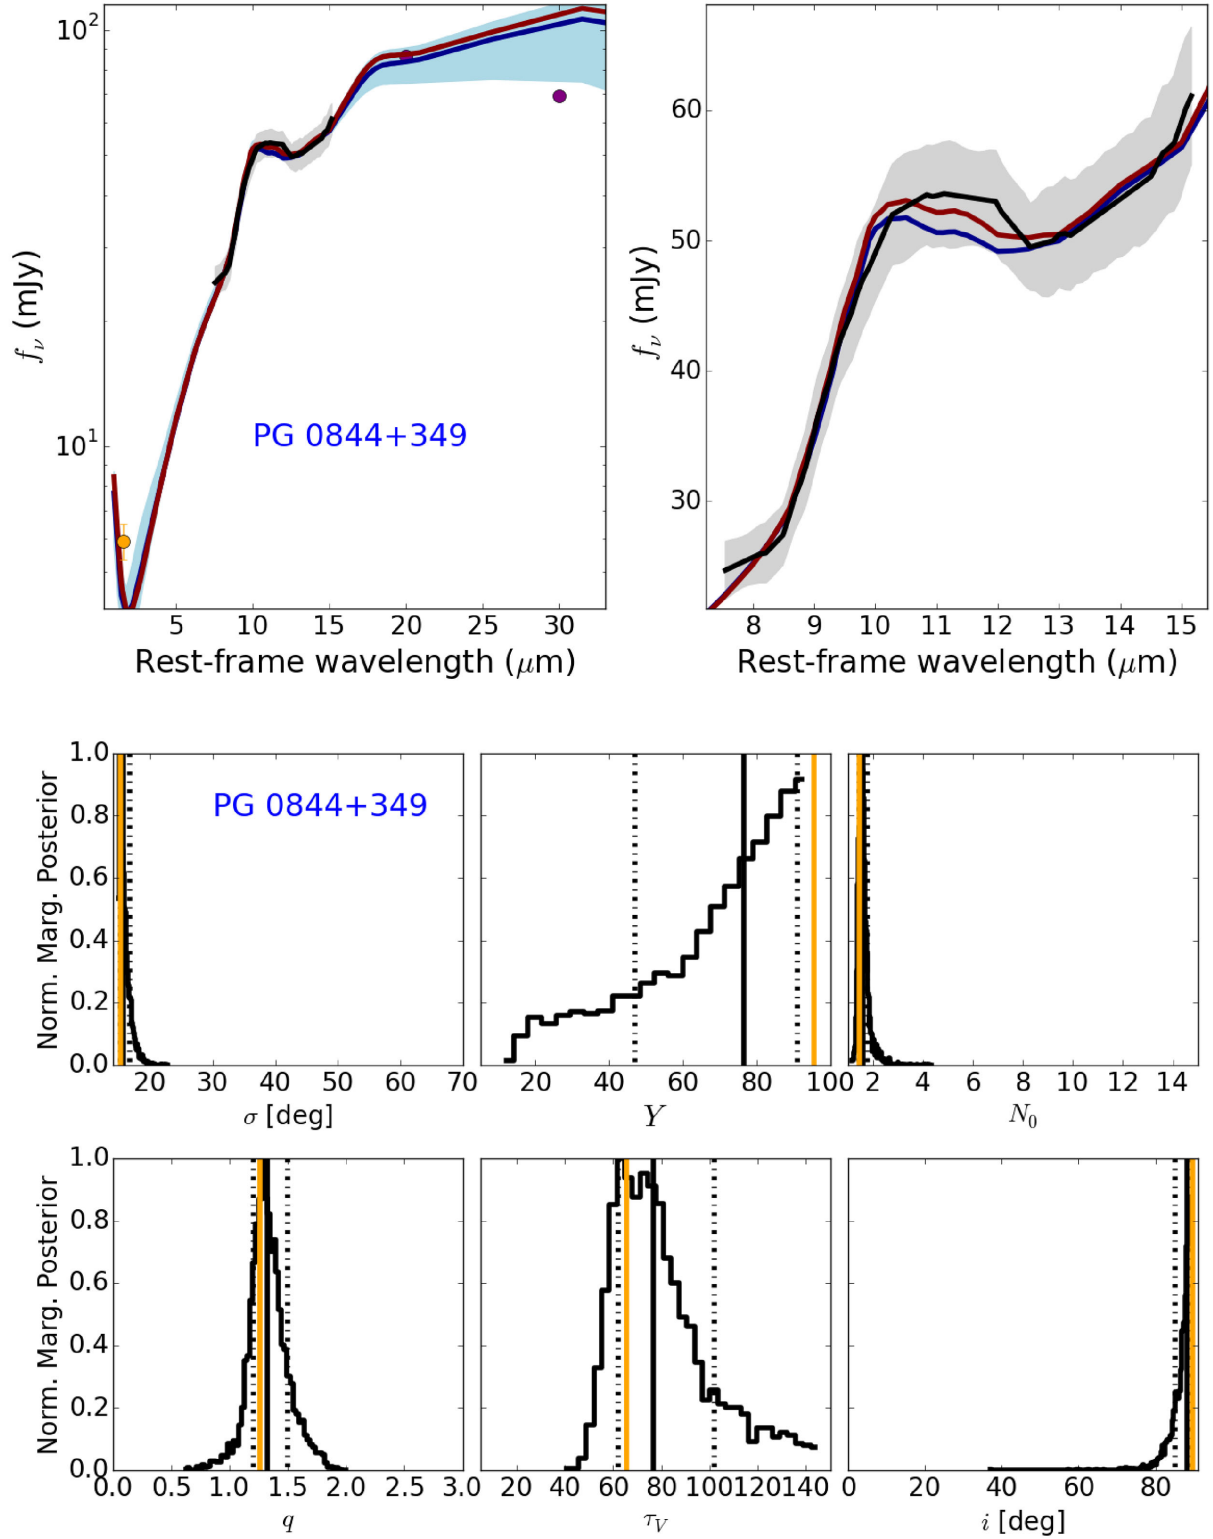 10²
10¹
f_ν (mJy)
PG 0844+349
5 10 15 20 25 30
Rest-frame wavelength (μm)
60
50
40
30
f_ν (mJy)
8 9 10 11 12 13 14 15
Rest-frame wavelength (μm)
Norm. Marg. Posterior
1.0
0.8
0.6
0.4
0.2
0.0
PG 0844+349
20 30 40 50 60 70
σ [deg]
20 40 60 80 100
Y
2 4 6 8 10 12 14
N₀
Norm. Marg. Posterior
1.0
0.8
0.6
0.4
0.2
0.0
0.0 0.5 1.0 1.5 2.0 2.5 3.0
q
20 40 60 80 100 120 140
τ_V
0 20 40 60 80
i [deg]